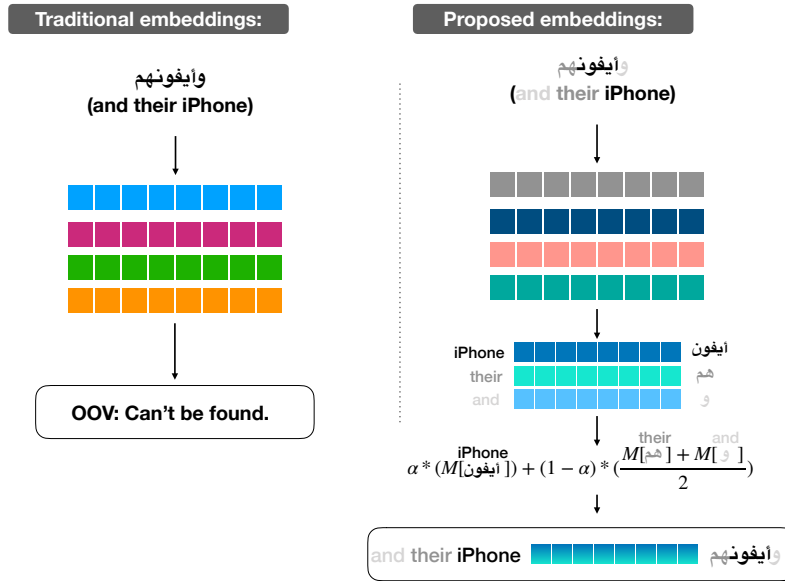 Traditional embeddings:
وأيفونهم
(and their iPhone)
OOV: Can't be found.
Proposed embeddings:
وأيفونهم
(and their iPhone)
iPhone أيفون
their هم
and و
iPhone their and
α * (M[أيفون]) + (1 − α) * (M[هم] + M[و] / 2)
and their iPhone وأيفونهم